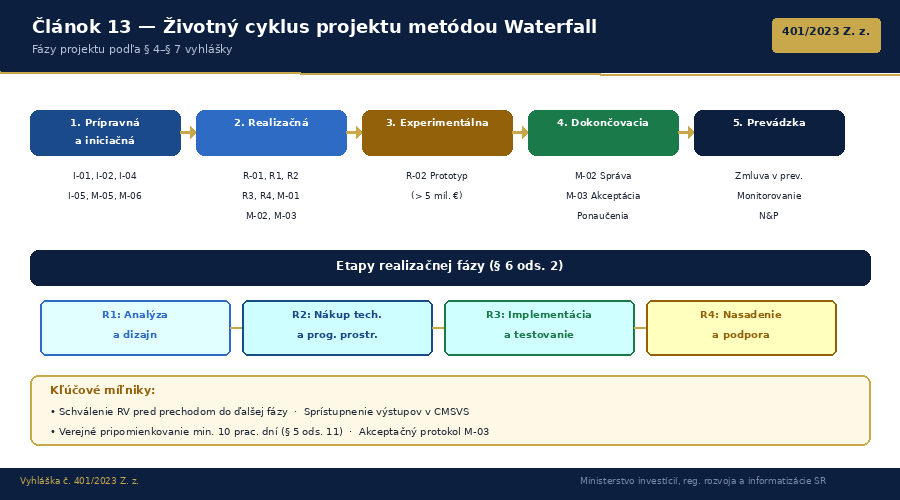 Článok 13 — Životný cyklus projektu metódou Waterfall
Fázy projektu podľa § 4–§ 7 vyhlášky
401/2023 Z. z.
1. Prípravná
a iniciačná
2. Realizačná
3. Experimentálna
4. Dokončovacia
5. Prevádzka
I-01, I-02, I-04
I-05, M-05, M-06
R-01, R1, R2
R3, R4, M-01
M-02, M-03
R-02 Prototyp
(> 5 mil. €)
M-02 Správa
M-03 Akceptácia
Ponaučenia
Zmluva v prev.
Monitorovanie
N&P
Etapy realizačnej fázy (§ 6 ods. 2)
R1: Analýza
a dizajn
R2: Nákup tech.
a prog. prostr.
R3: Implementácia
a testovanie
R4: Nasadenie
a podpora
Kľúčové míľniky:
• Schválenie RV pred prechodom do ďalšej fázy · Sprístupnenie výstupov v CMSVS
• Verejné pripomienkovanie min. 10 prac. dní (§ 5 ods. 11) · Akceptačný protokol M-03
Vyhláška č. 401/2023 Z. z.
Ministerstvo investícií, reg. rozvoja a informatizácie SR